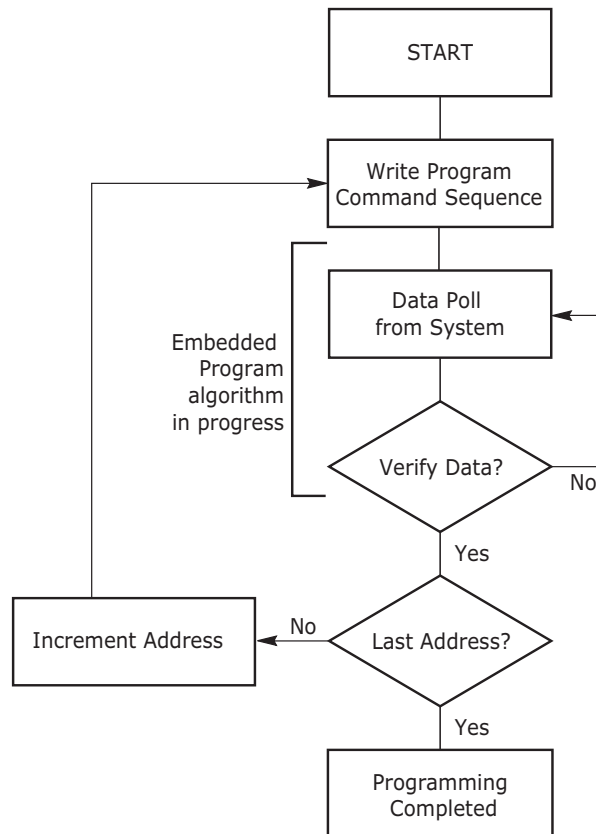 START
Write Program
Command Sequence
Data Poll
from System
Embedded
Program
algorithm
in progress
Verify Data?
No
Yes
Increment Address
No
Last Address?
Yes
Programming
Completed